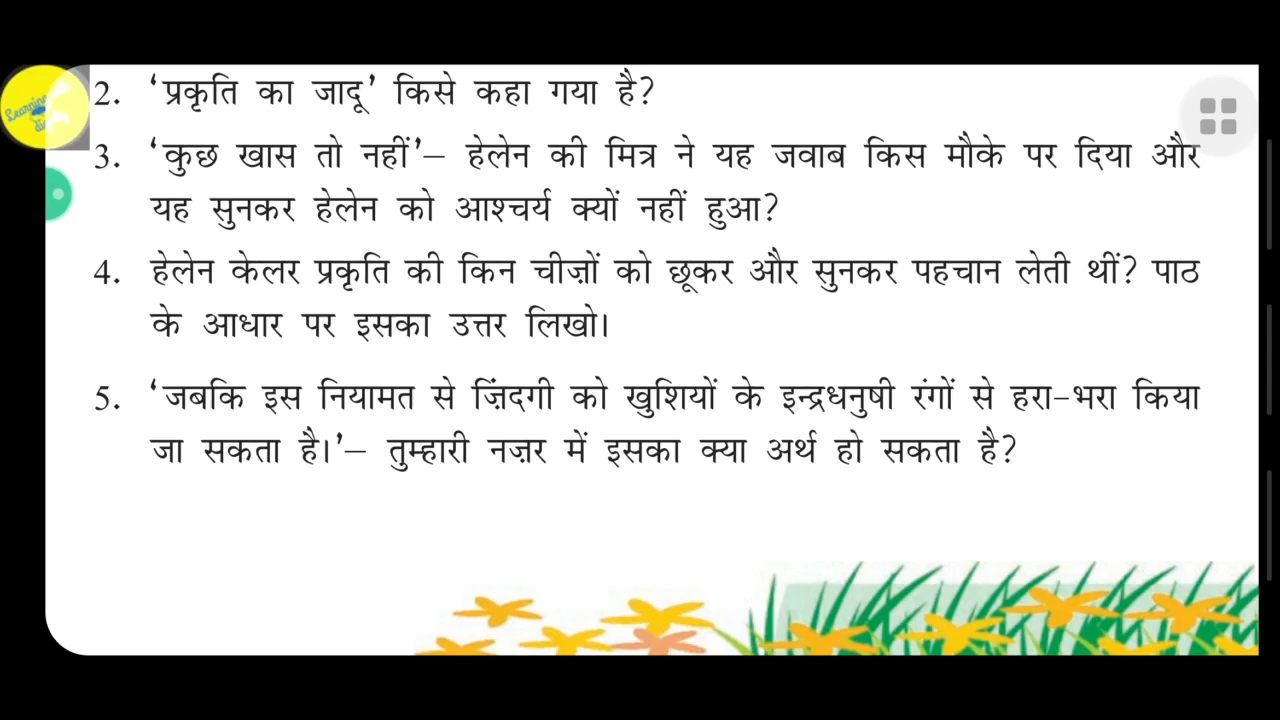 Learning
2. ‘प्रकृति का जादू’ किसे कहा गया है?
3. ‘कुछ खास तो नहीं’– हेलेन की मित्र ने यह जवाब किस मौके पर दिया और
यह सुनकर हेलेन को आश्चर्य क्यों नहीं हुआ?
4. हेलेन केलर प्रकृति की किन चीज़ों को छूकर और सुनकर पहचान लेती थीं? पाठ
के आधार पर इसका उत्तर लिखो।
5. ‘जबकि इस नियामत से ज़िंदगी को खुशियों के इन्द्रधनुषी रंगों से हरा-भरा किया
जा सकता है।’– तुम्हारी नज़र में इसका क्या अर्थ हो सकता है?